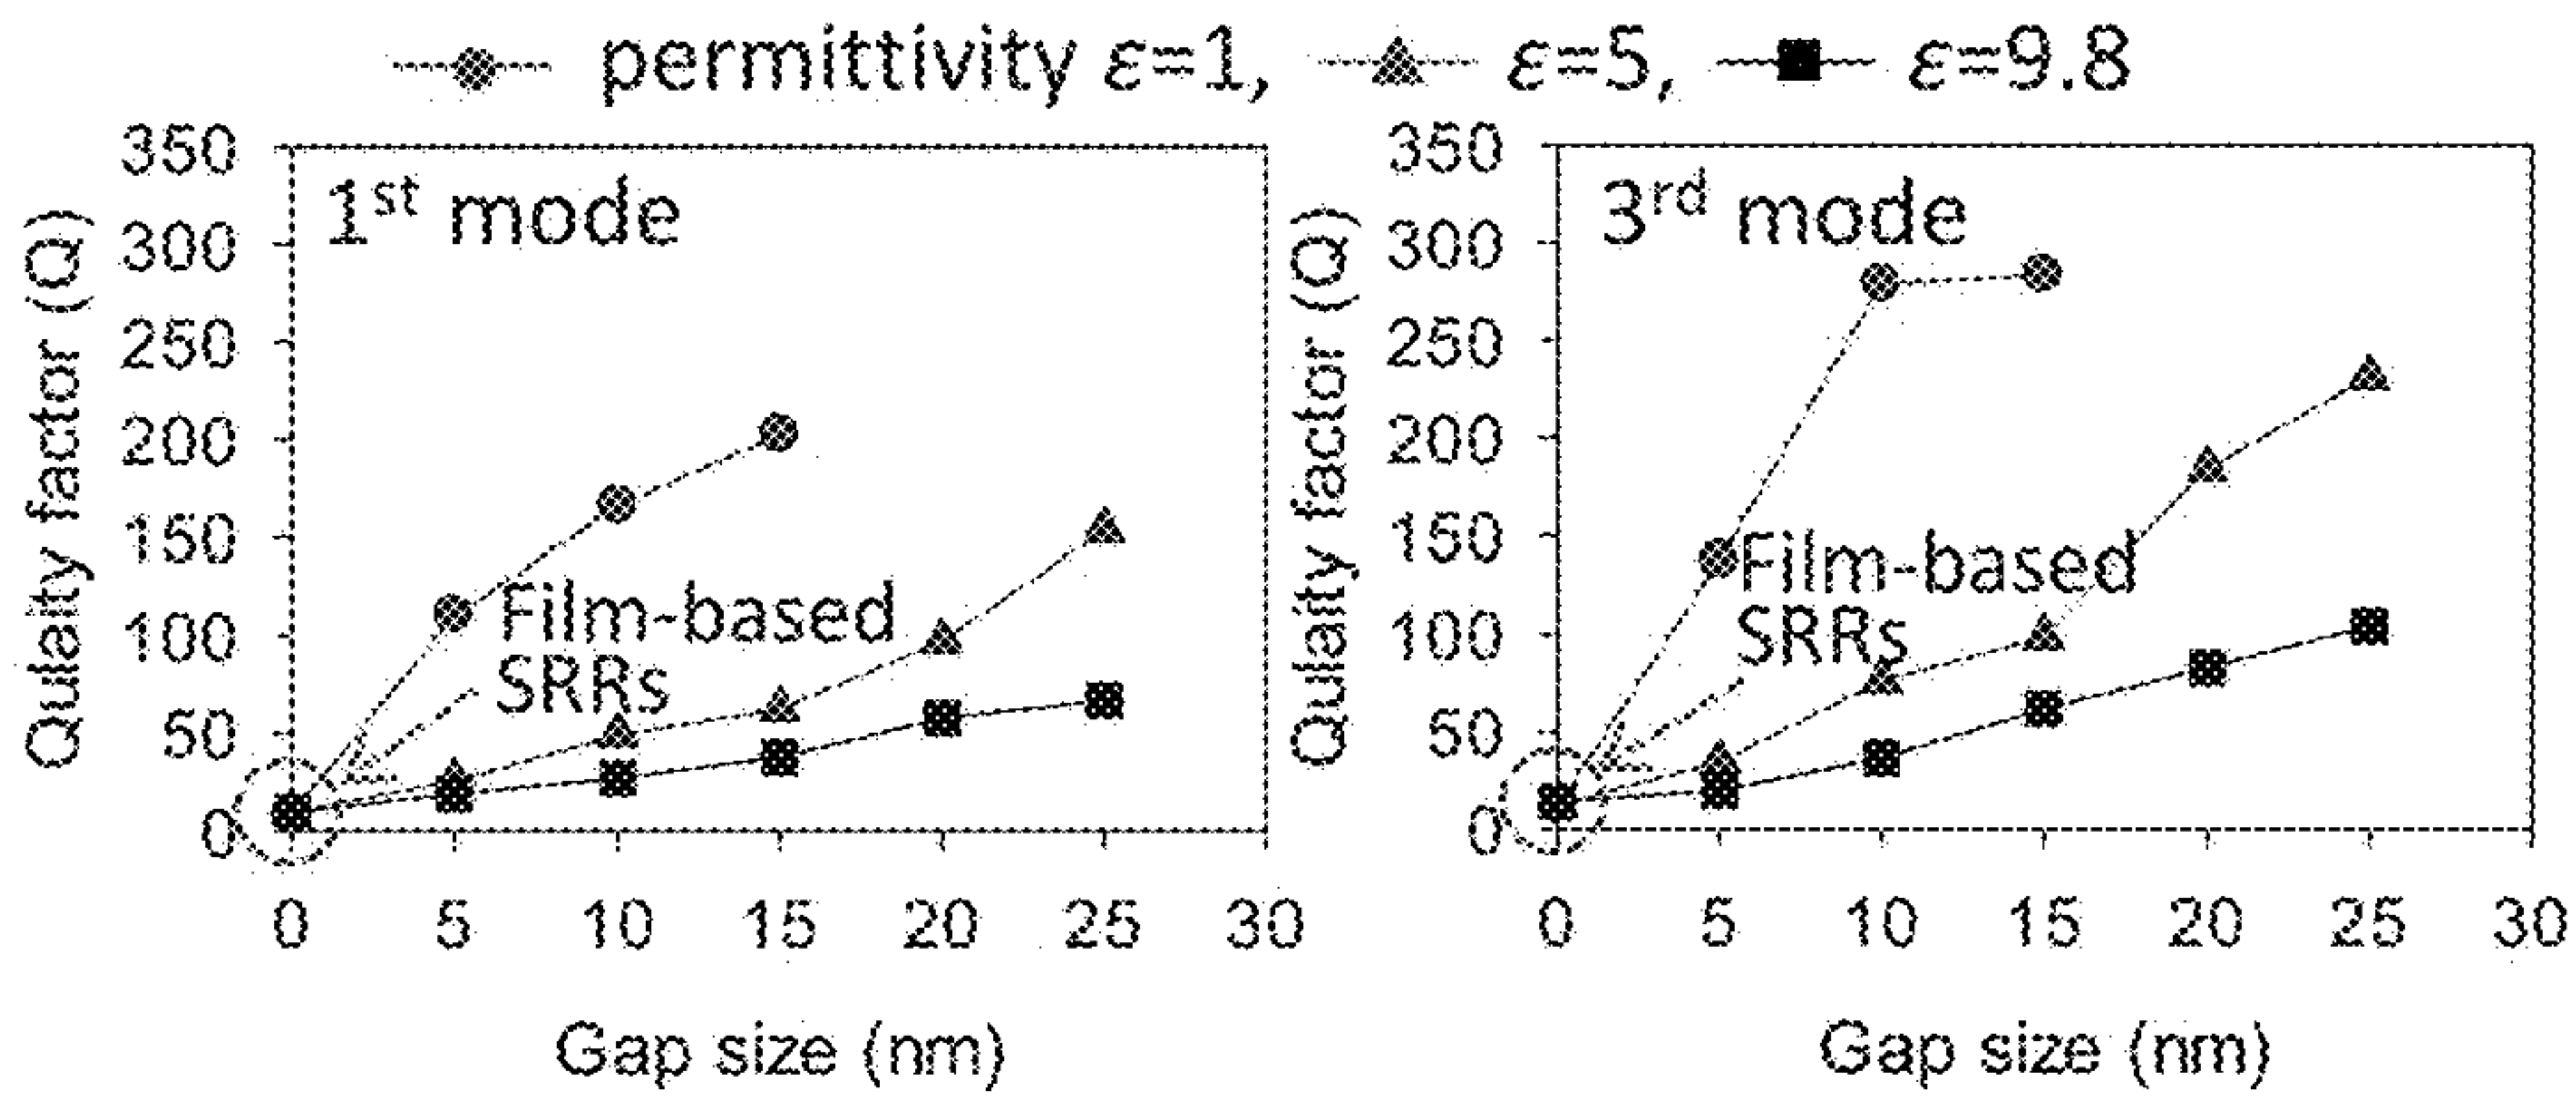 permittivity ε=1, ε=5, ε=9.8
350
300
250
200
150
100
50
0
Qulaity factor (Q)
1st mode
Film-based
SRRs
0 5 10 15 20 25 30
Gap size (nm)
350
300
250
200
150
100
50
0
Qulaity factor (Q)
3rd mode
Film-based
SRRs
0 5 10 15 20 25 30
Gap size (nm)